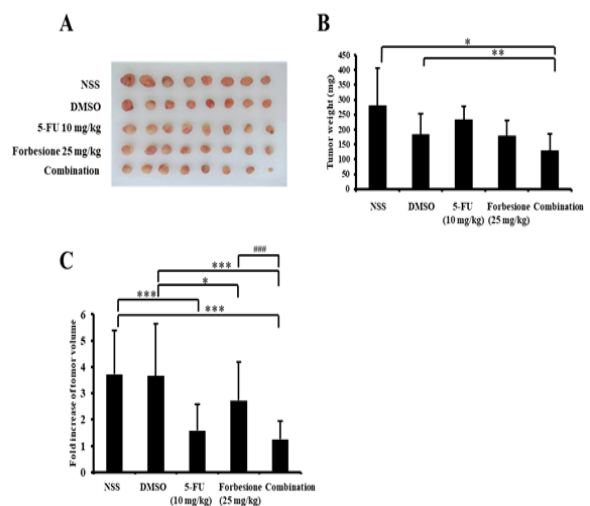 A
NSS
DMSO
5-FU 10 mg/kg
Forbesione 25 mg/kg
Combination
B
Tumor weight (mg)
450
400
350
300
250
200
150
100
50
0
*
**
NSS DMSO 5-FU Forbesione Combination
(10 mg/kg) (25 mg/kg)
C
Fold increase of tomor volume
6
5
4
3
2
1
0
###
***
*
***
***
NSS DMSO 5-FU Forbesione Combination
(10 mg/kg) (25 mg/kg)